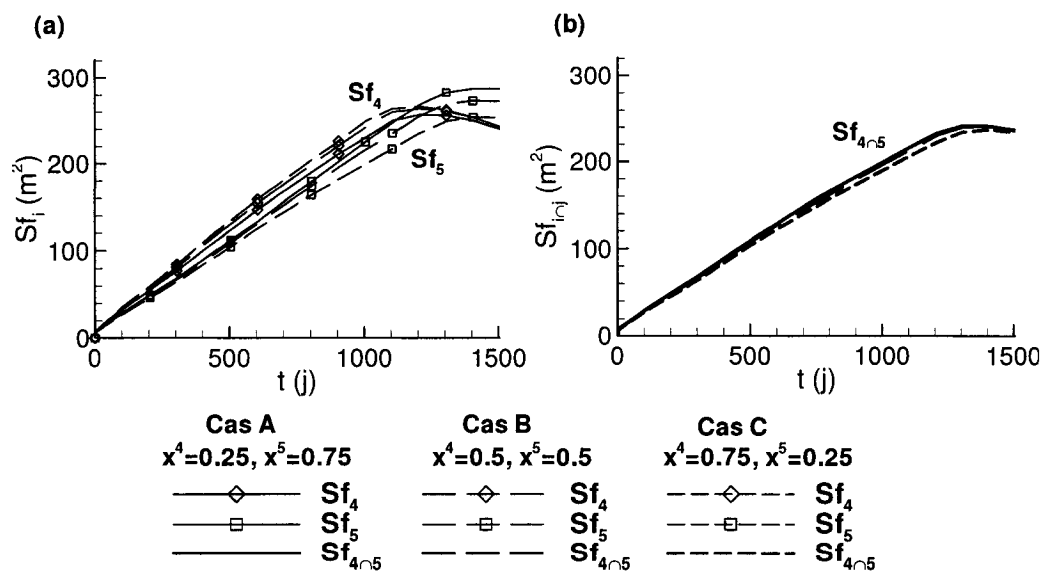 (a)
(b)
300
200
100
0
Sf_i (m²)
Sf₄
Sf₅
0 500 1000 1500
t (j)
300
200
100
0
Sf_i∩j (m²)
Sf₄∩₅
0 500 1000 1500
t (j)
Cas A
x⁴=0.25, x⁵=0.75
Sf₄
Sf₅
Sf₄∩₅
Cas B
x⁴=0.5, x⁵=0.5
Sf₄
Sf₅
Sf₄∩₅
Cas C
x⁴=0.75, x⁵=0.25
Sf₄
Sf₅
Sf₄∩₅